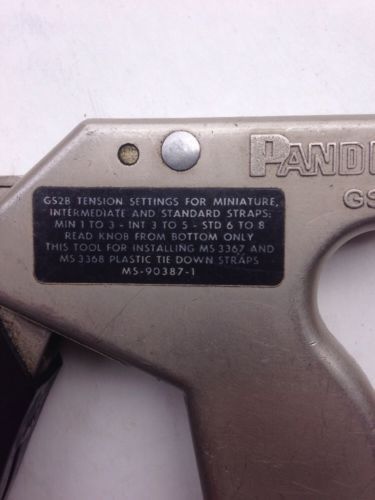 PANDU
GS
GS2B TENSION SETTINGS FOR MINIATURE,
INTERMEDIATE AND STANDARD STRAPS:
MIN 1 TO 3 - INT 3 TO 5 - STD 6 TO 8
READ KNOB FROM BOTTOM ONLY
THIS TOOL FOR INSTALLING MS 3367 AND
MS 3368 PLASTIC TIE DOWN STRAPS
MS-90387-1